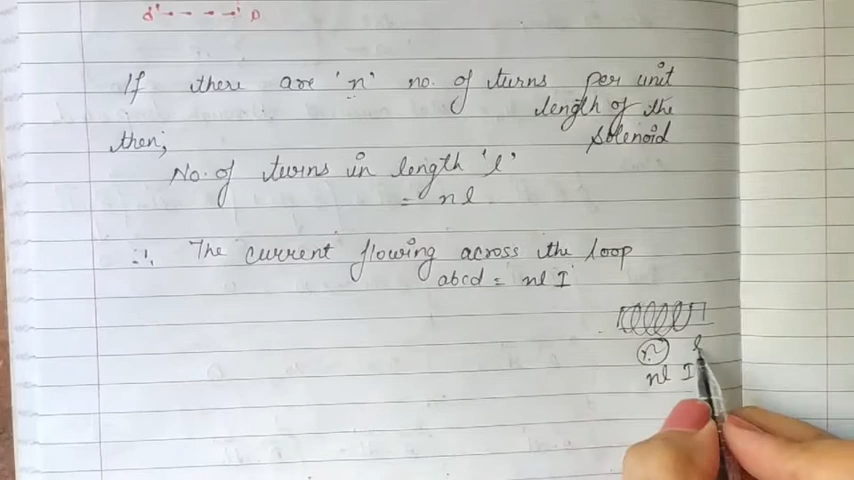 d' → - - → D
If there are 'n' no. of turns per unit
length of the
solenoid
then;
No. of turns in length 'l'
= nl
∴ The current flowing across the loop
abcd = nl I
n l
nl I